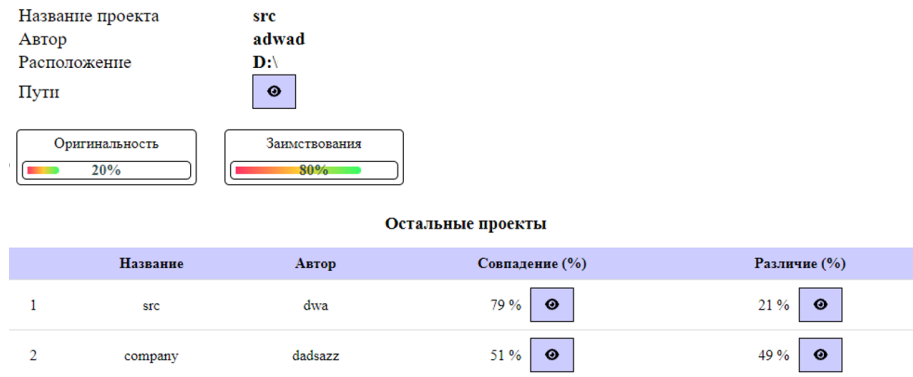 Название проекта src
Автор adwad
Расположение D:\
Пути
Оригинальность Заимствования
20% 80%
Остальные проекты
Название Автор Совпадение (%) Различие (%)
1 src dwa 79 % 21 %
2 company dadsazz 51 % 49 %